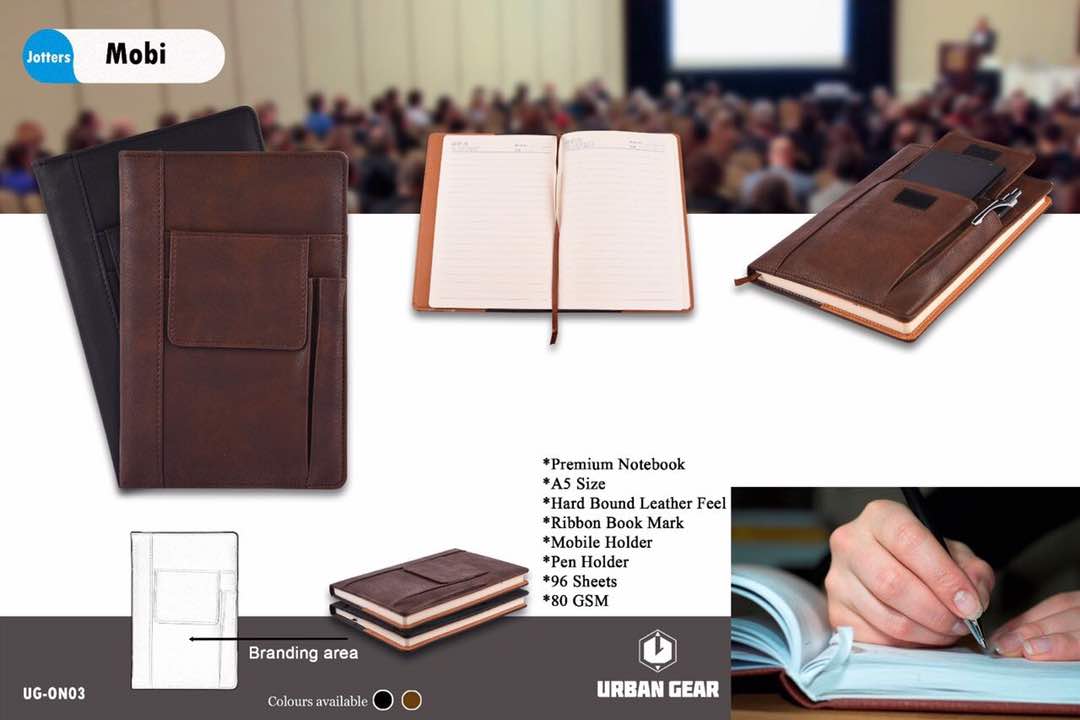 Jotters
Mobi
*Premium Notebook
*A5 Size
*Hard Bound Leather Feel
*Ribbon Book Mark
*Mobile Holder
*Pen Holder
*96 Sheets
*80 GSM
Branding area
UG-ON03
Colours available
URBAN GEAR